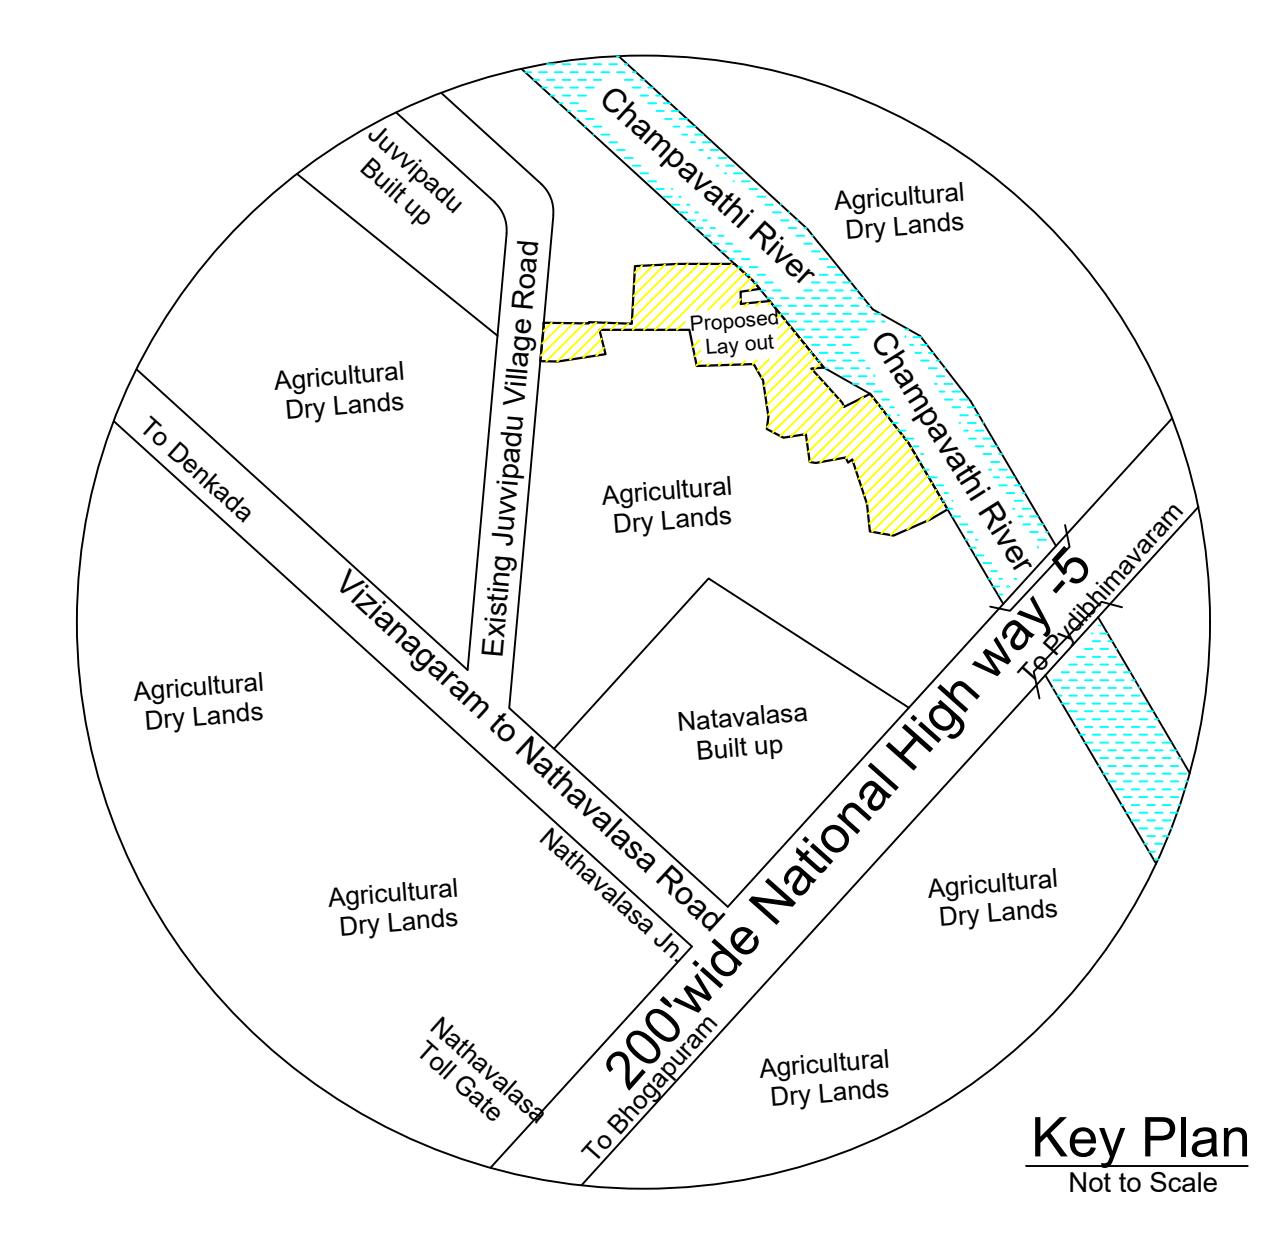 Champavathi River
Juvvipadu
Built up
Agricultural
Dry Lands
Existing Juvvipadu Village Road
Proposed
Lay out
Champavathi River
Agricultural
Dry Lands
To Denkada
Agricultural
Dry Lands
To Pydibhimavaram
Vizianagaram to Nathavalasa Road
Agricultural
Dry Lands
Natavalasa
Built up
200'wide National High way -5
Nathavalasa Jn.
Agricultural
Dry Lands
Agricultural
Dry Lands
Nathavalasa
Toll Gate
To Bhogapuram
Agricultural
Dry Lands
Key Plan
Not to Scale